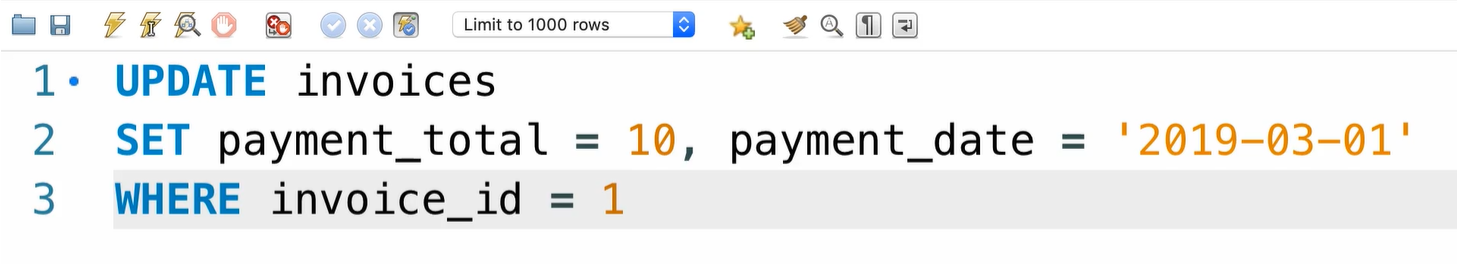 Limit to 1000 rows
1 UPDATE invoices
2 SET payment_total = 10, payment_date = '2019-03-01'
3 WHERE invoice_id = 1